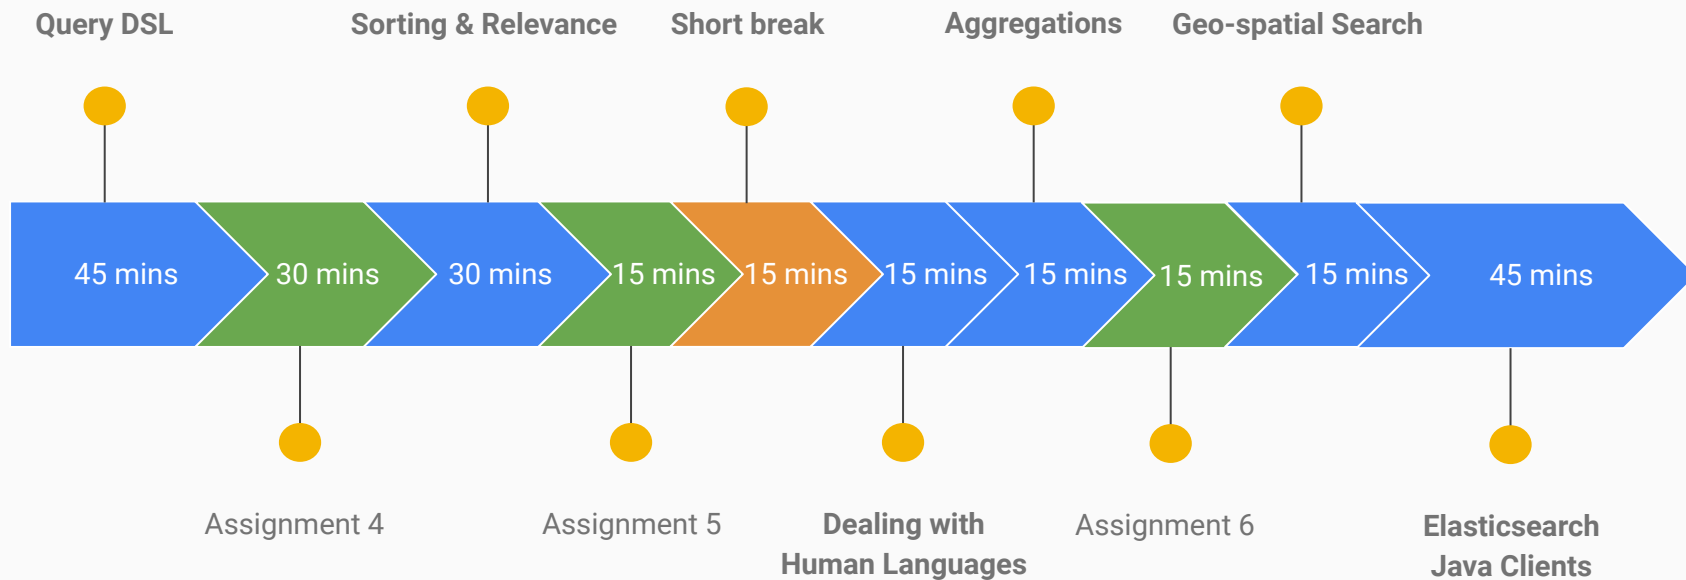 Query DSL
Sorting & Relevance
Short break
Aggregations
Geo-spatial Search
45 mins
30 mins
30 mins
15 mins
15 mins
15 mins
15 mins
15 mins
15 mins
45 mins
Assignment 4
Assignment 5
Dealing with
Human Languages
Assignment 6
Elasticsearch
Java Clients